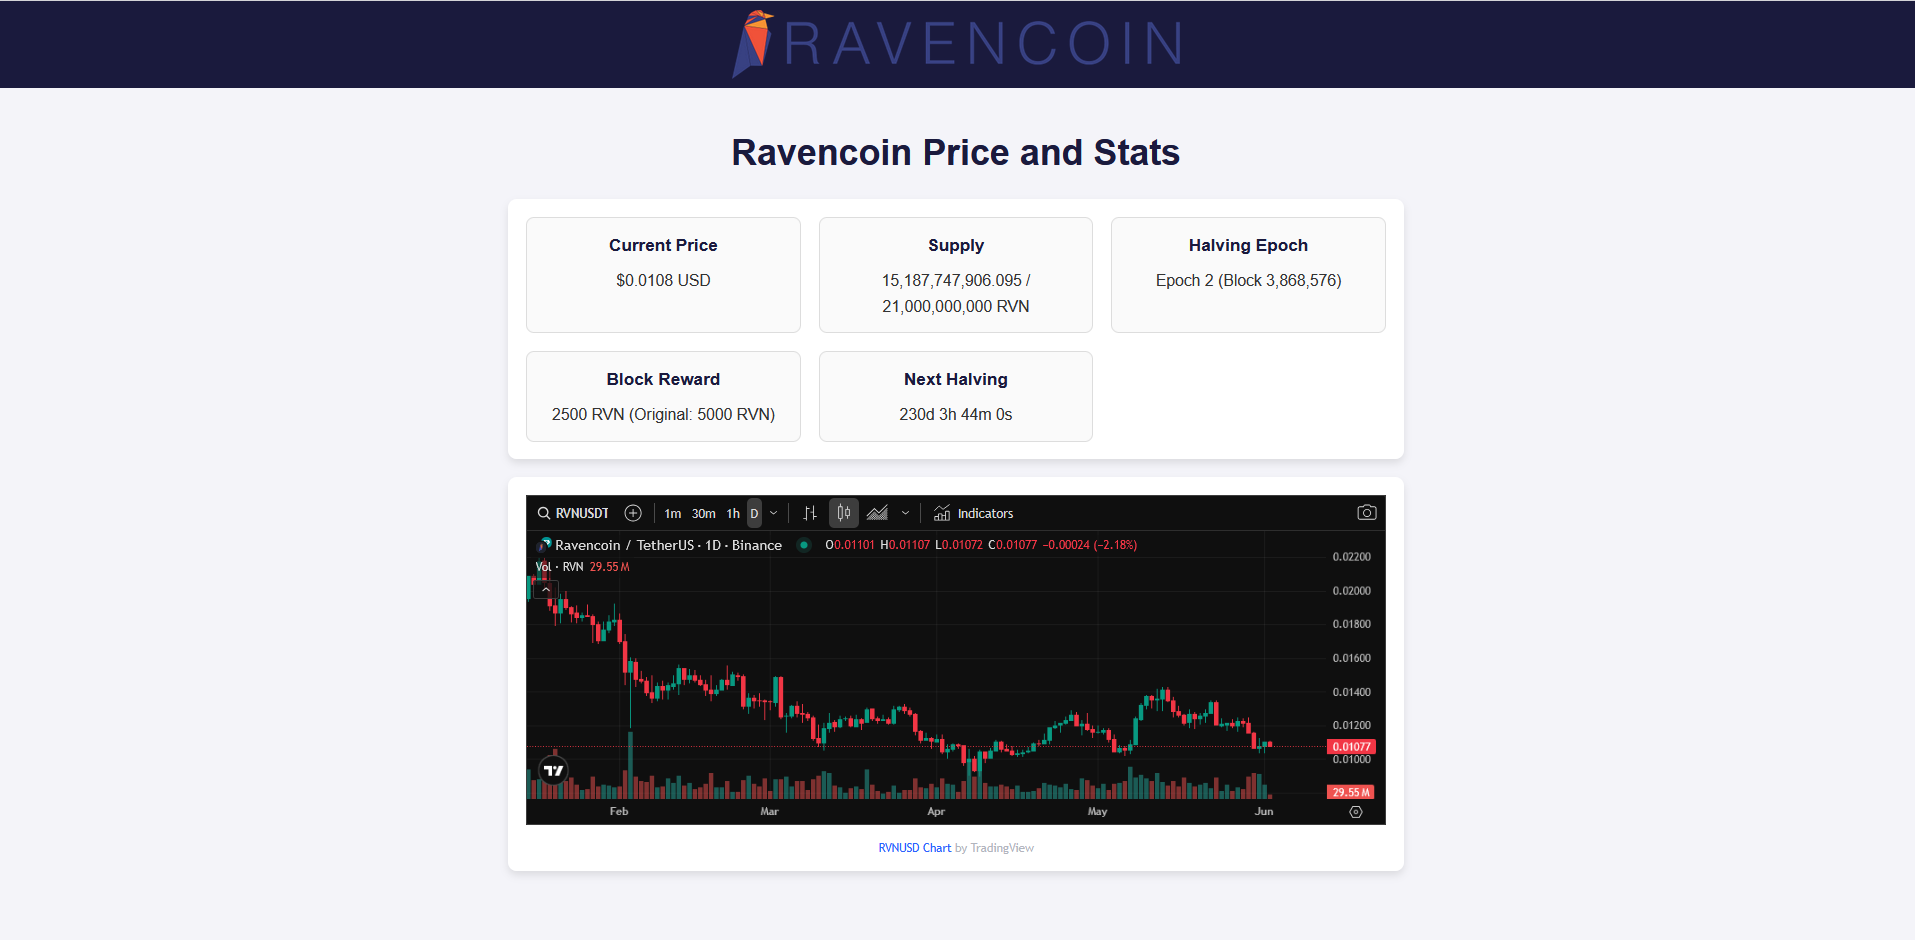 RAVENCOIN
Ravencoin Price and Stats
Current Price
$0.0108 USD
Supply
15,187,747,906.095 /
21,000,000,000 RVN
Halving Epoch
Epoch 2 (Block 3,868,576)
Block Reward
2500 RVN (Original: 5000 RVN)
Next Halving
230d 3h 44m 0s
RVNUSDT 1m 30m 1h D Indicators
Ravencoin / TetherUS · 1D · Binance O0.01101 H0.01107 L0.01072 C0.01077 −0.00024 (−2.18%)
Vol · RVN 29.55 M
0.02200
0.02000
0.01800
0.01600
0.01400
0.01200
0.01077
0.01000
29.55 M
Feb Mar Apr May Jun
RVNUSD Chart by TradingView